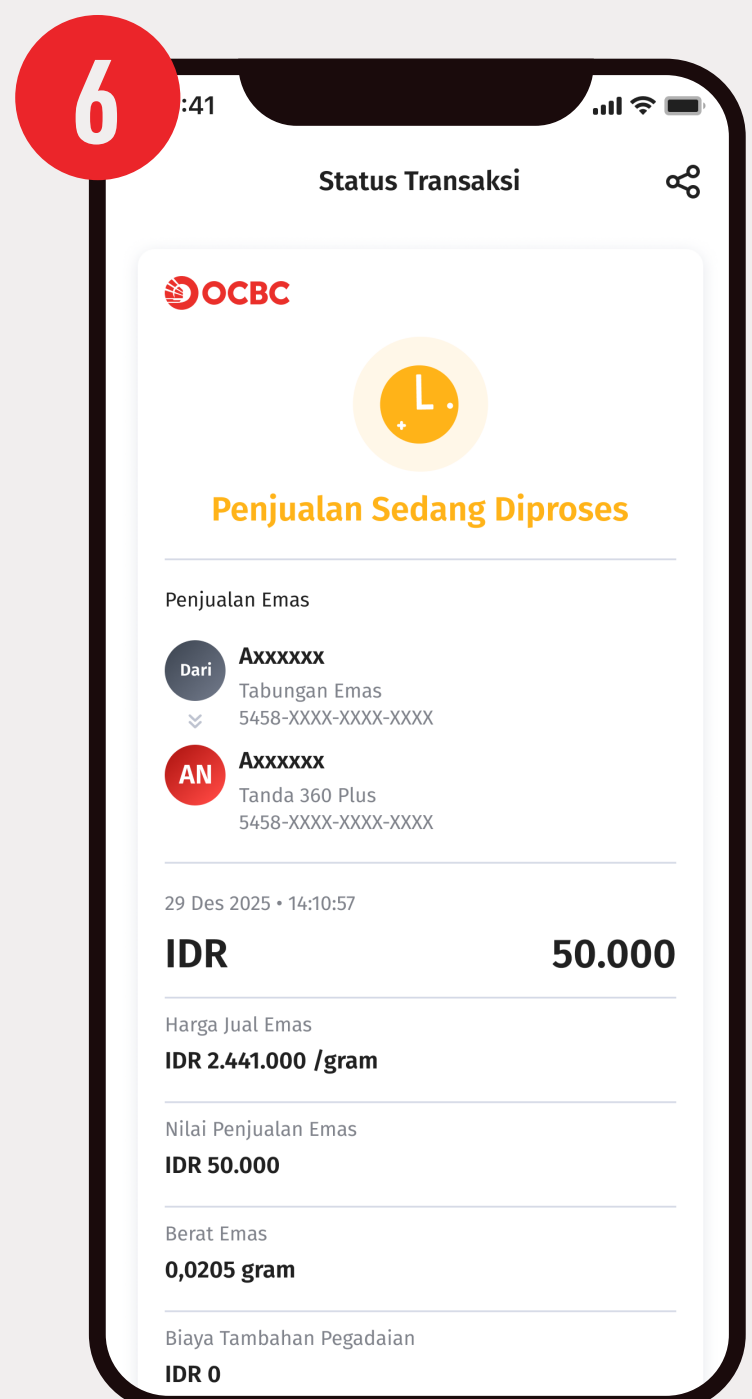 6
:41
Status Transaksi
OCBC
Penjualan Sedang Diproses
Penjualan Emas
Dari
Axxxxxx
Tabungan Emas
5458-XXXX-XXXX-XXXX
AN
Axxxxxx
Tanda 360 Plus
5458-XXXX-XXXX-XXXX
29 Des 2025 • 14:10:57
IDR 50.000
Harga Jual Emas
IDR 2.441.000 /gram
Nilai Penjualan Emas
IDR 50.000
Berat Emas
0,0205 gram
Biaya Tambahan Pegadaian
IDR 0